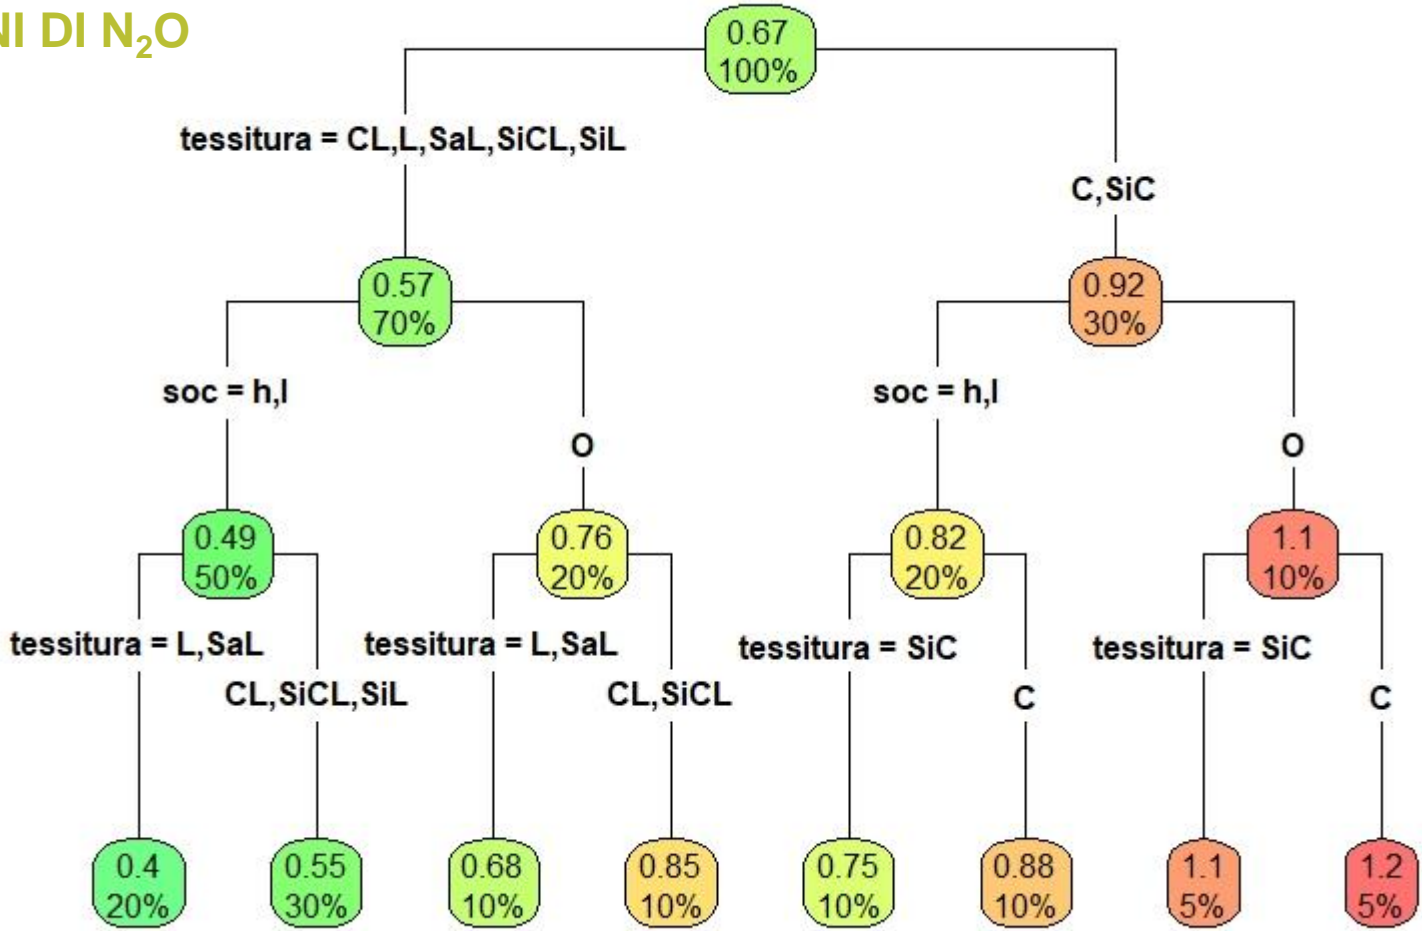 NI DI N₂O
0.67
100%
tessitura = CL,L,SaL,SiCL,SiL
C,SiC
0.57
70%
0.92
30%
soc = h,l
O
soc = h,l
O
0.49
50%
0.76
20%
0.82
20%
1.1
10%
tessitura = L,SaL
CL,SiCL,SiL
tessitura = L,SaL
CL,SiCL
tessitura = SiC
C
tessitura = SiC
C
0.4
20%
0.55
30%
0.68
10%
0.85
10%
0.75
10%
0.88
10%
1.1
5%
1.2
5%